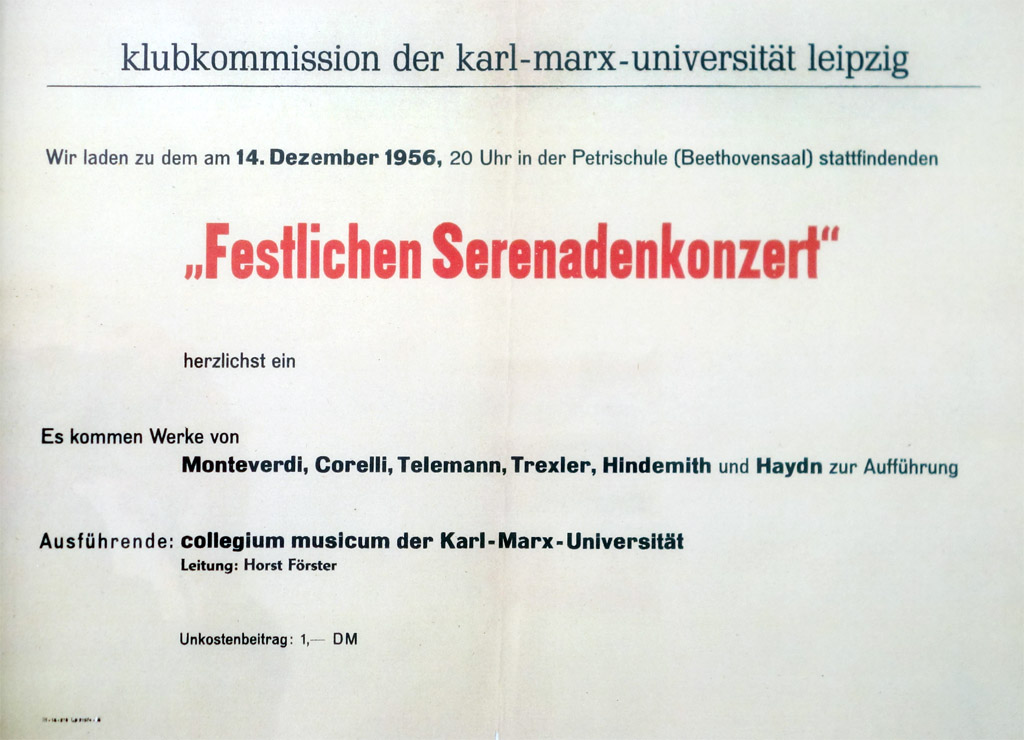 klubkommission der karl-marx-universität leipzig
Wir laden zu dem am 14. Dezember 1956, 20 Uhr in der Petrischule (Beethovensaal) stattfindenden
„Festlichen Serenadenkonzert“
herzlichst ein
Es kommen Werke von
Monteverdi, Corelli, Telemann, Trexler, Hindemith und Haydn zur Aufführung
Ausführende: collegium musicum der Karl-Marx-Universität
Leitung: Horst Förster
Unkostenbeitrag: 1,— DM